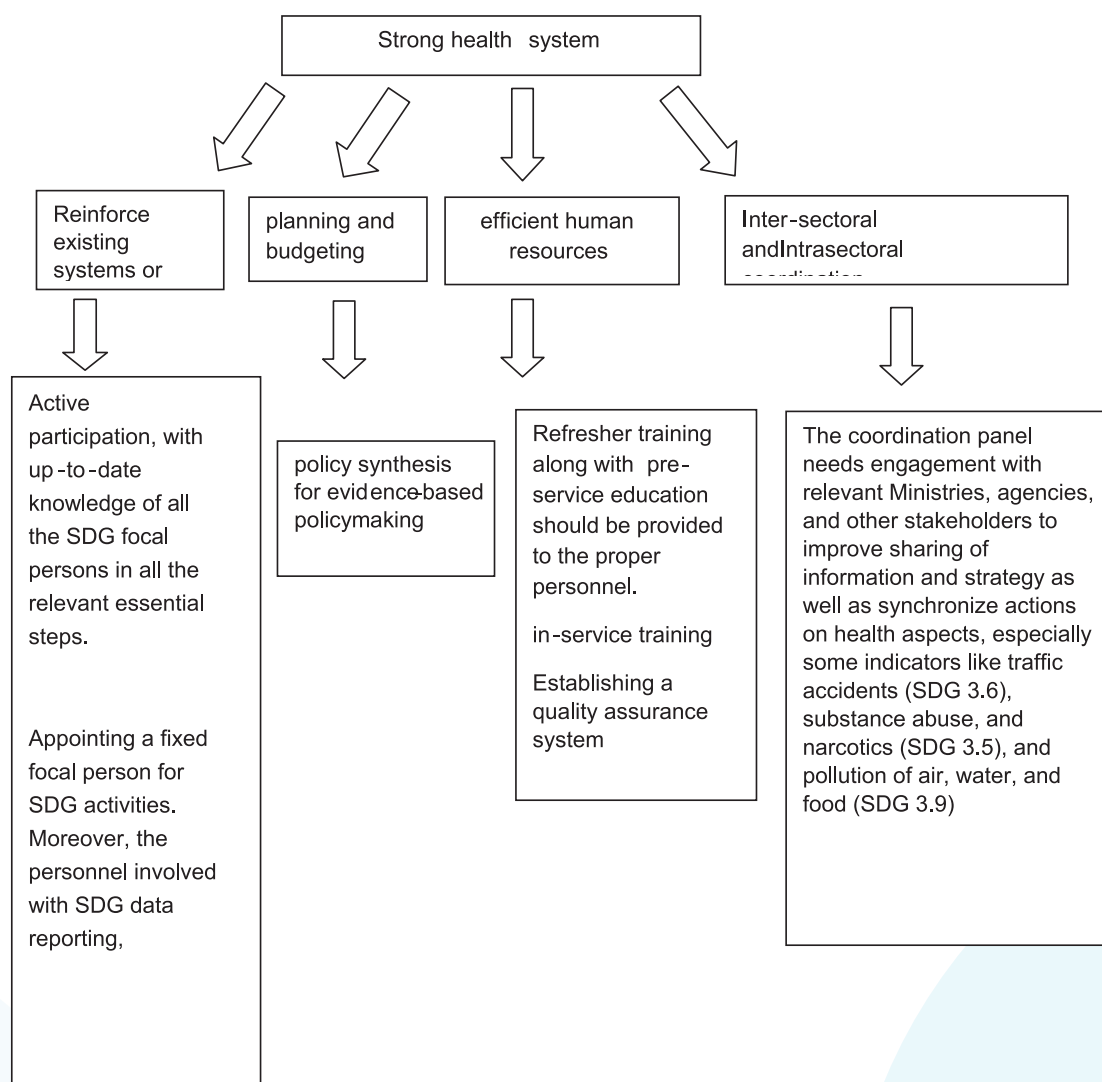 Strong health system
Reinforce
existing
systems or
planning and
budgeting
efficient human
resources
Inter-sectoral
andIntrasectoral
coordination
Active
participation, with
up-to-date
knowledge of all
the SDG focal
persons in all the
relevant essential
steps.
Appointing a fixed
focal person for
SDG activities.
Moreover, the
personnel involved
with SDG data
reporting,
policy synthesis
for evidence-based
policymaking
Refresher training
along with pre-
service education
should be provided
to the proper
personnel.
in-service training
Establishing a
quality assurance
system
The coordination panel
needs engagement with
relevant Ministries, agencies,
and other stakeholders to
improve sharing of
information and strategy as
well as synchronize actions
on health aspects, especially
some indicators like traffic
accidents (SDG 3.6),
substance abuse, and
narcotics (SDG 3.5), and
pollution of air, water, and
food (SDG 3.9)